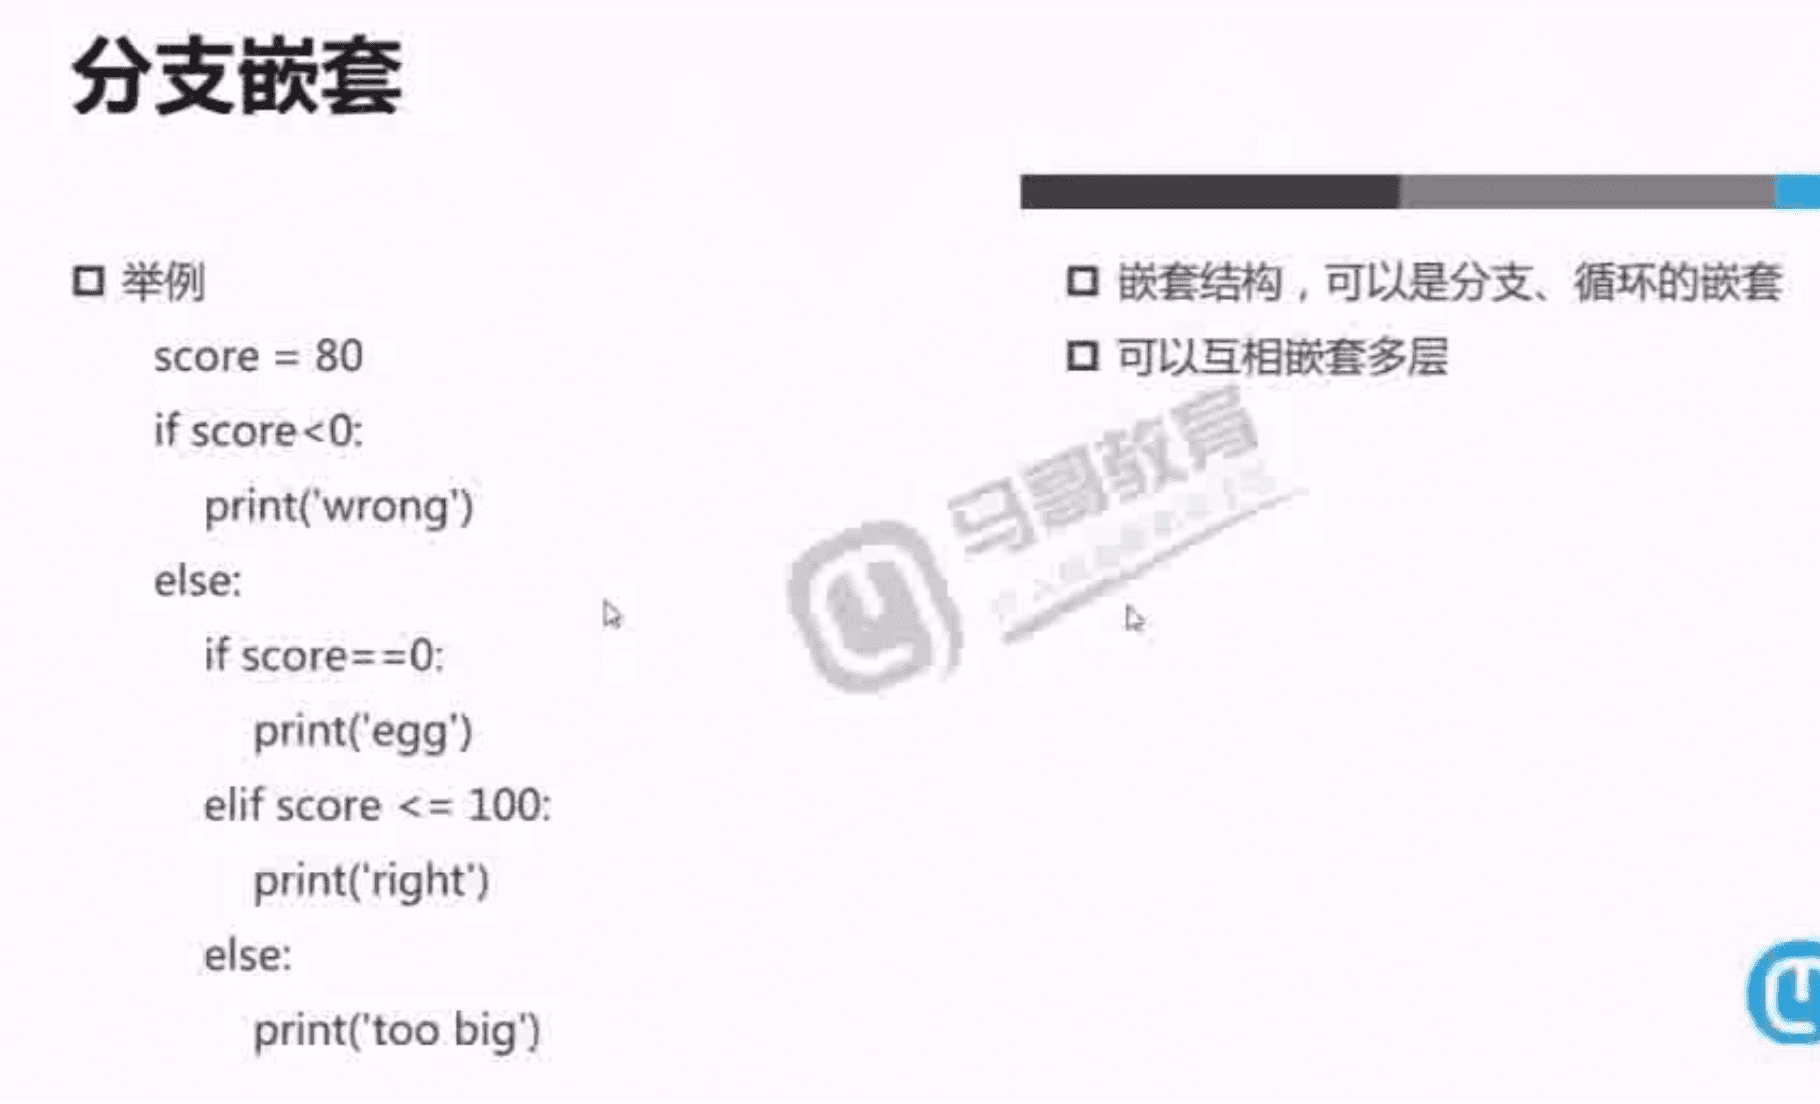 分支嵌套
举例
score = 80
if score<0:
print('wrong')
else:
if score==0:
print('egg')
elif score <= 100:
print('right')
else:
print('too big')
嵌套结构，可以是分支、循环的嵌套
可以互相嵌套多层
马哥教育